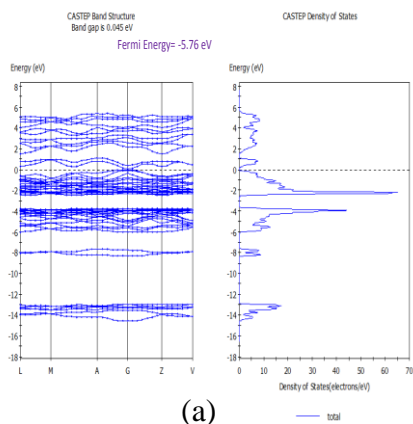 CASTEP Band Structure
Band gap is 0.045 eV
Fermi Energy= -5.76 eV
Energy (eV)
8
6
4
2
0
-2
-4
-6
-8
-10
-12
-14
-16
-18
L M A G Z V
CASTEP Density of States
Energy (eV)
8
6
4
2
0
-2
-4
-6
-8
-10
-12
-14
-16
-18
0 10 20 30 40 50 60 70
Density of States(electrons/eV)
total
(a)